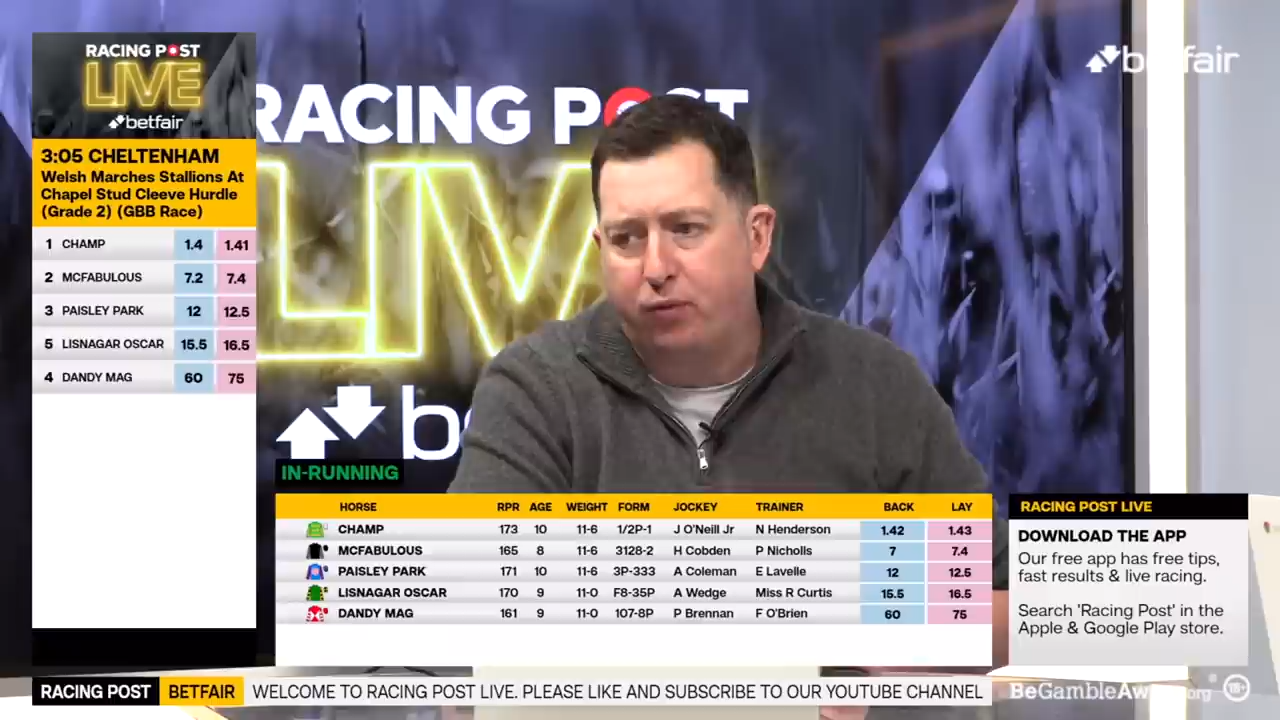 RACING POST
LIVE
betfair
3:05 CHELTENHAM
Welsh Marches Stallions At
Chapel Stud Cleeve Hurdle
(Grade 2) (GBB Race)
1 CHAMP 1.4 1.41
2 MCFABULOUS 7.2 7.4
3 PAISLEY PARK 12 12.5
5 LISNAGAR OSCAR 15.5 16.5
4 DANDY MAG 60 75
RACING POST
LIV
be
betfair
IN-RUNNING
HORSE RPR AGE WEIGHT FORM JOCKEY TRAINER BACK LAY
CHAMP 173 10 11-6 1/2P-1 J O'Neill Jr N Henderson 1.42 1.43
MCFABULOUS 165 8 11-6 3128-2 H Cobden P Nicholls 7 7.4
PAISLEY PARK 171 10 11-6 3P-333 A Coleman E Lavelle 12 12.5
LISNAGAR OSCAR 170 9 11-0 F8-35P A Wedge Miss R Curtis 15.5 16.5
DANDY MAG 161 9 11-0 107-8P P Brennan F O'Brien 60 75
RACING POST LIVE
DOWNLOAD THE APP
Our free app has free tips,
fast results & live racing.
Search 'Racing Post' in the
Apple & Google Play store.
RACING POST BETFAIR WELCOME TO RACING POST LIVE. PLEASE LIKE AND SUBSCRIBE TO OUR YOUTUBE CHANNEL
BeGambleAware.org 18+